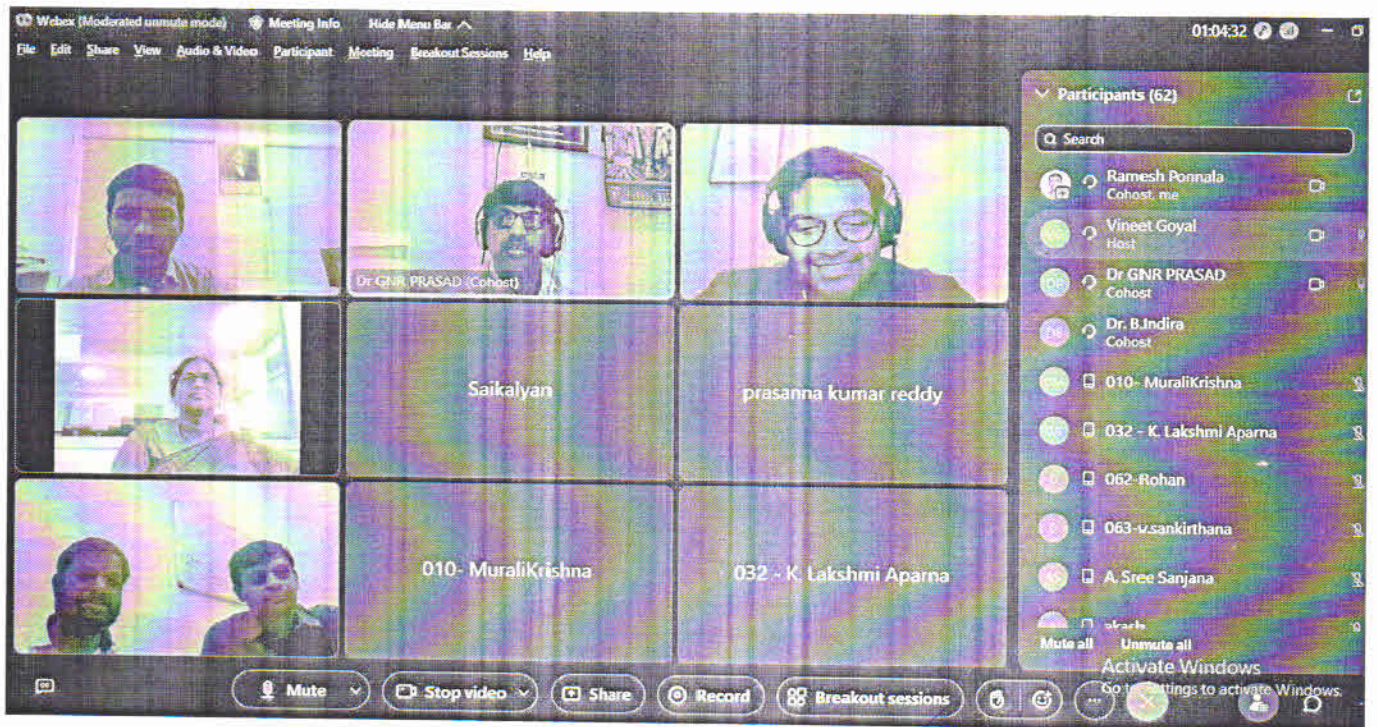 Webex (Moderated unmute mode) Meeting Info Hide Menu Bar
01:04:32
File Edit Share View Audio & Video Participant Meeting Breakout Sessions Help
Participants (62)
Search
Ramesh Ponnala
Cohost, me
Vineet Goyal
Host
Dr GNR PRASAD
Cohost
Dr. B.Indira
Cohost
010- MuraliKrishna
032 - K. Lakshmi Aparna
062-Rohan
063-v.sankirthana
A. Sree Sanjana
akash
Mute all Unmute all
Dr GNR PRASAD (Cohost)
Saikalyan
prasanna kumar reddy
010- MuraliKrishna
032 - K. Lakshmi Aparna
Activate Windows
Go to Settings to activate Windows.
Mute Stop video Share Record Breakout sessions